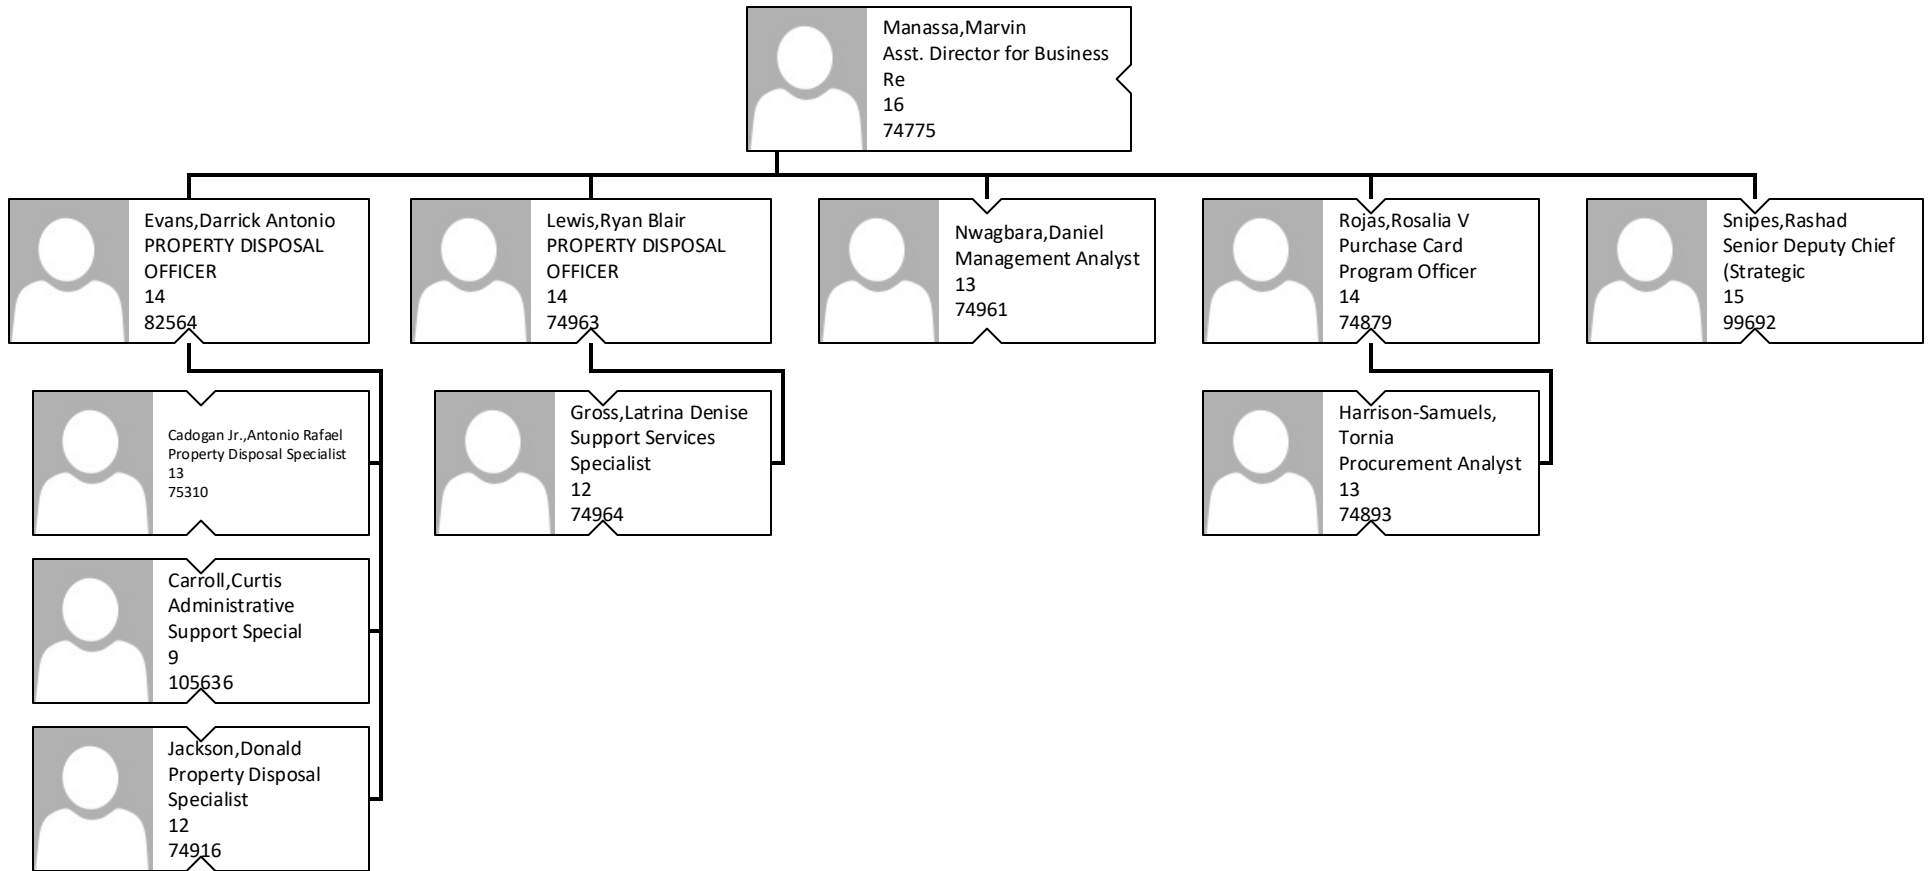 Manassa,Marvin
Asst. Director for Business
Re
16
74775
Evans,Darrick Antonio
PROPERTY DISPOSAL
OFFICER
14
82564
Lewis,Ryan Blair
PROPERTY DISPOSAL
OFFICER
14
74963
Nwagbara,Daniel
Management Analyst
13
74961
Rojas,Rosalia V
Purchase Card
Program Officer
14
74879
Snipes,Rashad
Senior Deputy Chief
(Strategic
15
99692
Cadogan Jr.,Antonio Rafael
Property Disposal Specialist
13
75310
Gross,Latrina Denise
Support Services
Specialist
12
74964
Harrison-Samuels,
Tornia
Procurement Analyst
13
74893
Carroll,Curtis
Administrative
Support Special
9
105636
Jackson,Donald
Property Disposal
Specialist
12
74916